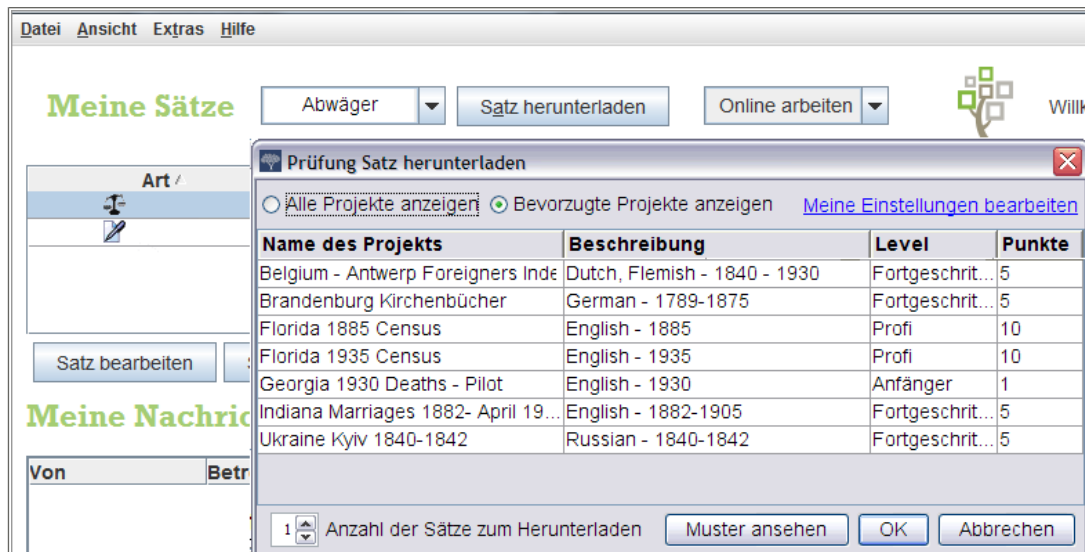 Datei Ansicht Extras Hilfe
Meine Sätze Abwäger Satz herunterladen Online arbeiten Willk
Art
Satz bearbeiten S
Meine Nachric
Von Betr
Prüfung Satz herunterladen
Alle Projekte anzeigen Bevorzugte Projekte anzeigen Meine Einstellungen bearbeiten
Name des Projekts Beschreibung Level Punkte
Belgium - Antwerp Foreigners Inde Dutch, Flemish - 1840 - 1930 Fortgeschrit... 5
Brandenburg Kirchenbücher German - 1789-1875 Fortgeschrit... 5
Florida 1885 Census English - 1885 Profi 10
Florida 1935 Census English - 1935 Profi 10
Georgia 1930 Deaths - Pilot English - 1930 Anfänger 1
Indiana Marriages 1882- April 19... English - 1882-1905 Fortgeschrit... 5
Ukraine Kyiv 1840-1842 Russian - 1840-1842 Fortgeschrit... 5
1 Anzahl der Sätze zum Herunterladen Muster ansehen OK Abbrechen